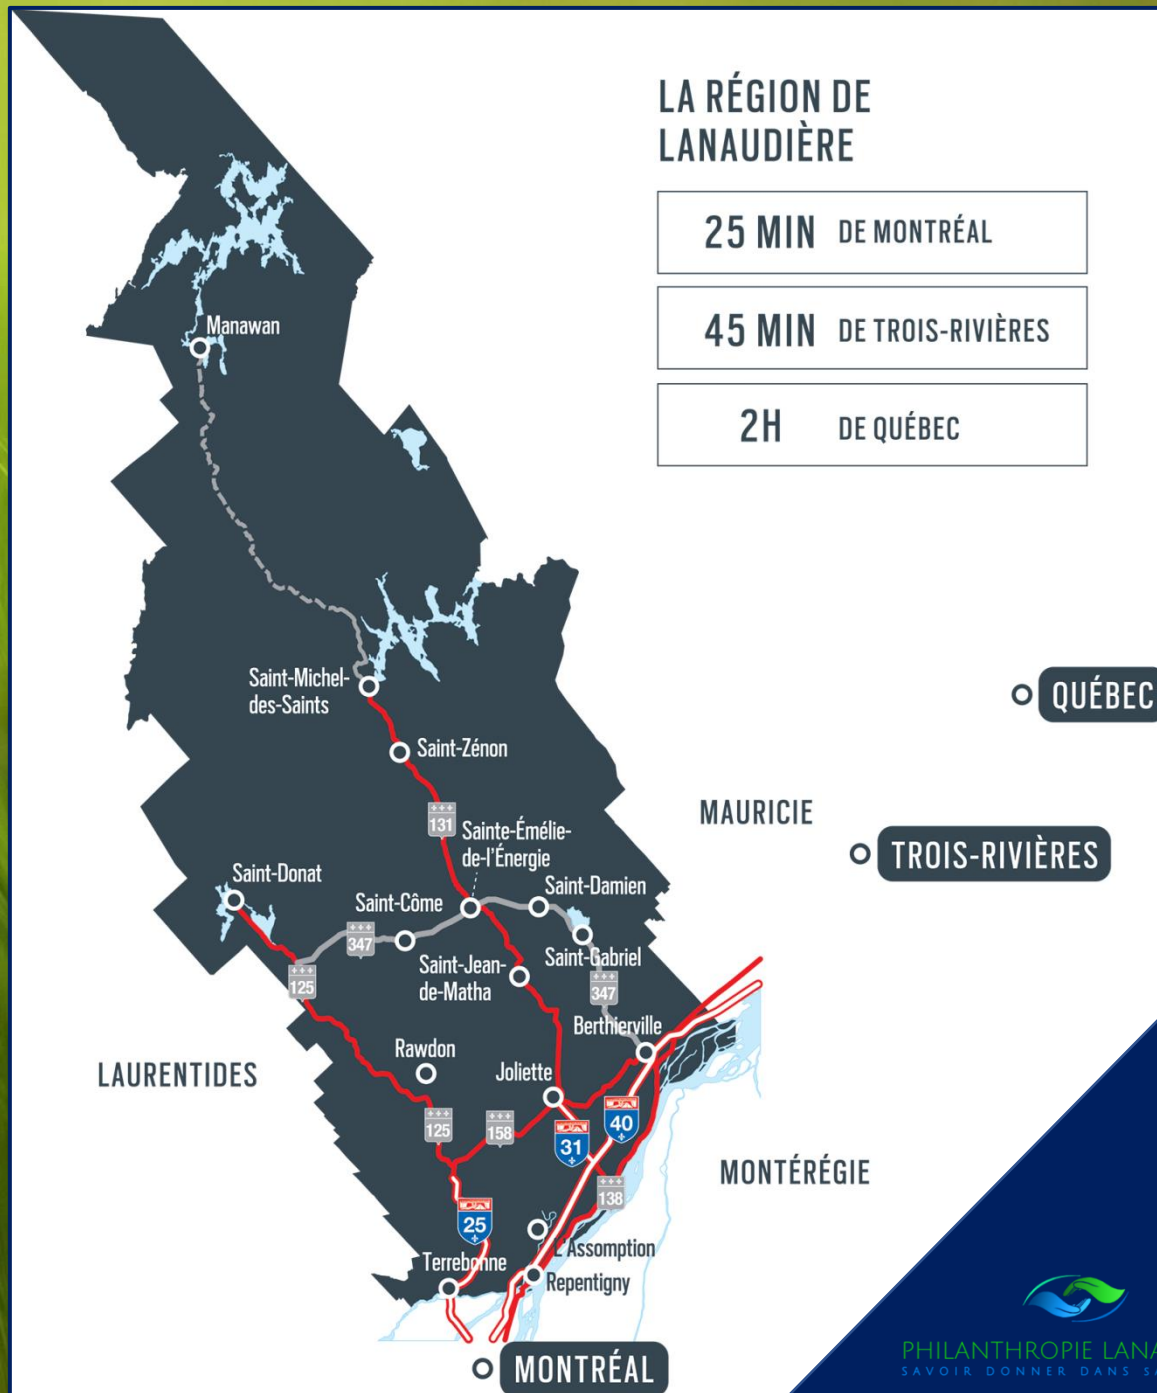 LA RÉGION DE
LANAUDIÈRE
25 MIN DE MONTRÉAL
45 MIN DE TROIS-RIVIÈRES
2H DE QUÉBEC
Manawan
Saint-Michel-
des-Saints
QUÉBEC
Saint-Zénon
MAURICIE
131
Sainte-Émélie-
de-l'Énergie
TROIS-RIVIÈRES
Saint-Donat
Saint-Damien
Saint-Côme
347
Saint-Gabriel
Saint-Jean-
de-Matha
125
347
Berthierville
Rawdon
LAURENTIDES
Joliette
125
158
31
40
MONTÉRÉGIE
138
25
L'Assomption
Terrebonne
Repentigny
MONTRÉAL
PHILANTHROPIE LANA
SAVOIR DONNER DANS SA